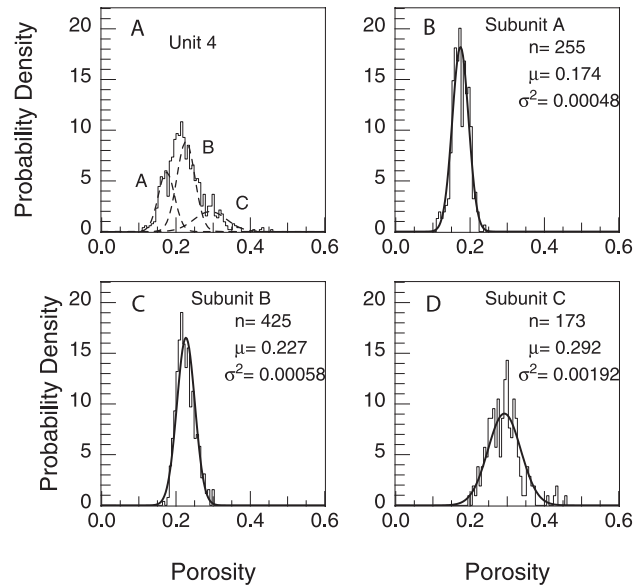 A
Unit 4
A
B
C
Probability Density
20
15
10
5
0
0.0 0.2 0.4 0.6
B
Subunit A
n= 255
μ= 0.174
σ²= 0.00048
20
15
10
5
0
0.0 0.2 0.4 0.6
C
Subunit B
n= 425
μ= 0.227
σ²= 0.00058
Probability Density
20
15
10
5
0
0.0 0.2 0.4 0.6
Porosity
D
Subunit C
n= 173
μ= 0.292
σ²= 0.00192
20
15
10
5
0
0.0 0.2 0.4 0.6
Porosity